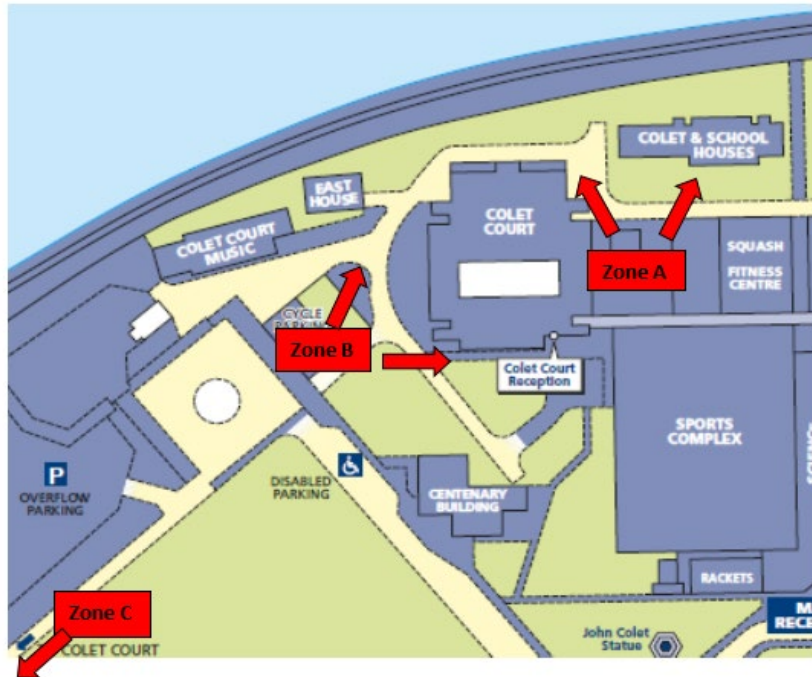 COLET & SCHOOL
HOUSES
EAST
HOUSE
COLET COURT
MUSIC
COLET
COURT
Zone A
SQUASH
FITNESS
CENTRE
CYCLE
Zone B
Colet Court
Reception
SPORTS
COMPLEX
P
OVERFLOW
PARKING
DISABLED
PARKING
CENTENARY
BUILDING
RACKETS
Zone C
COLET COURT
John Colet
Statue